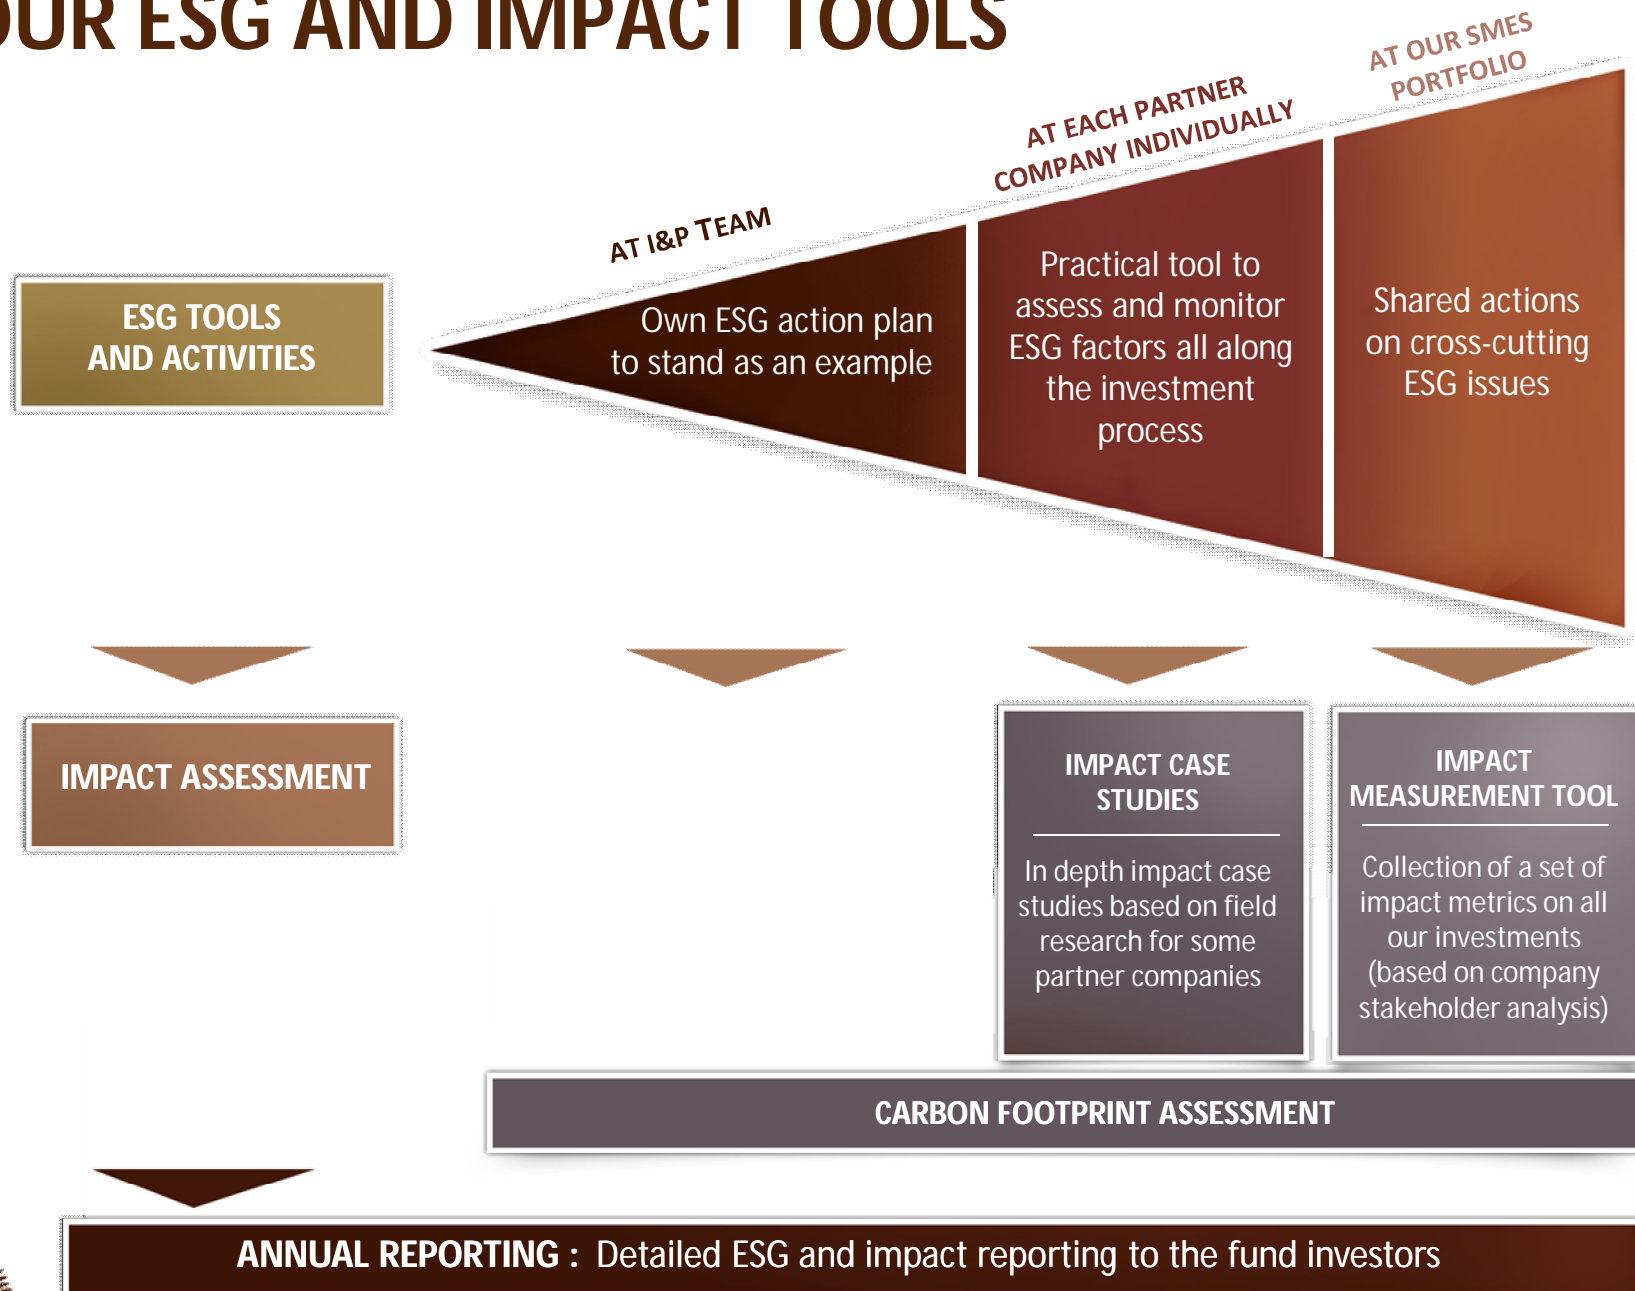 OUR ESG AND IMPACT TOOLS
AT OUR SMES
PORTFOLIO
AT EACH PARTNER
COMPANY INDIVIDUALLY
AT I&P TEAM
ESG TOOLS
AND ACTIVITIES
Own ESG action plan
to stand as an example
Practical tool to
assess and monitor
ESG factors all along
the investment
process
Shared actions
on cross-cutting
ESG issues
IMPACT ASSESSMENT
IMPACT CASE
STUDIES
In depth impact case
studies based on field
research for some
partner companies
IMPACT
MEASUREMENT TOOL
Collection of a set of
impact metrics on all
our investments
(based on company
stakeholder analysis)
CARBON FOOTPRINT ASSESSMENT
ANNUAL REPORTING : Detailed ESG and impact reporting to the fund investors